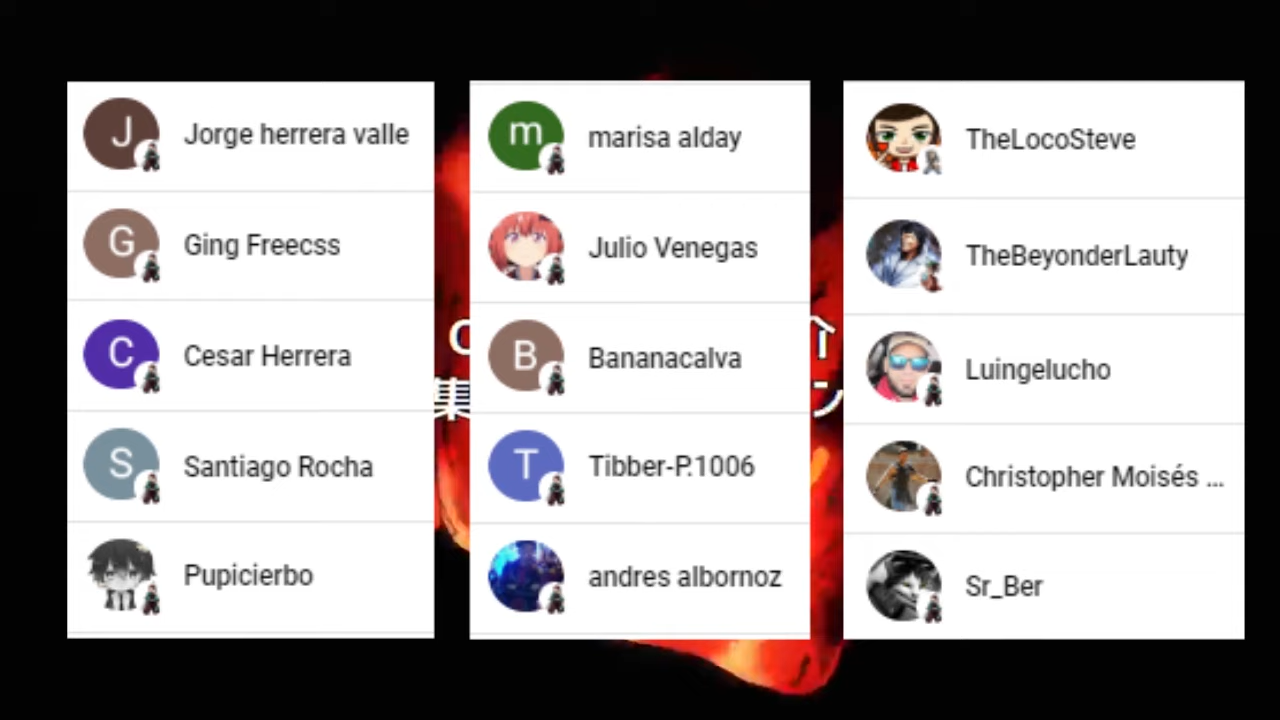 J Jorge herrera valle
G Ging Freecss
C Cesar Herrera
S Santiago Rocha
Pupicierbo
m marisa alday
Julio Venegas
B Bananacalva
T Tibber-P.1006
andres albornoz
TheLocoSteve
TheBeyonderLauty
Luingelucho
Christopher Moisés ...
Sr_Ber
集